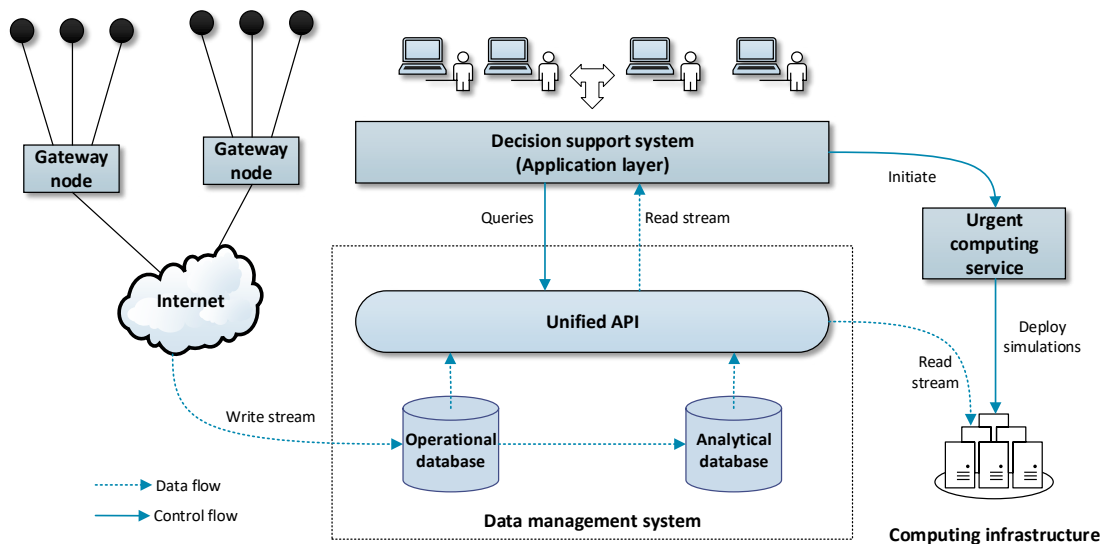 Gateway
node
Gateway
node
Decision support system
(Application layer)
Initiate
Queries
Read stream
Urgent
computing
service
Internet
Unified API
Deploy
simulations
Read
stream
Write stream
Operational
database
Analytical
database
Data flow
Control flow
Data management system
Computing infrastructure